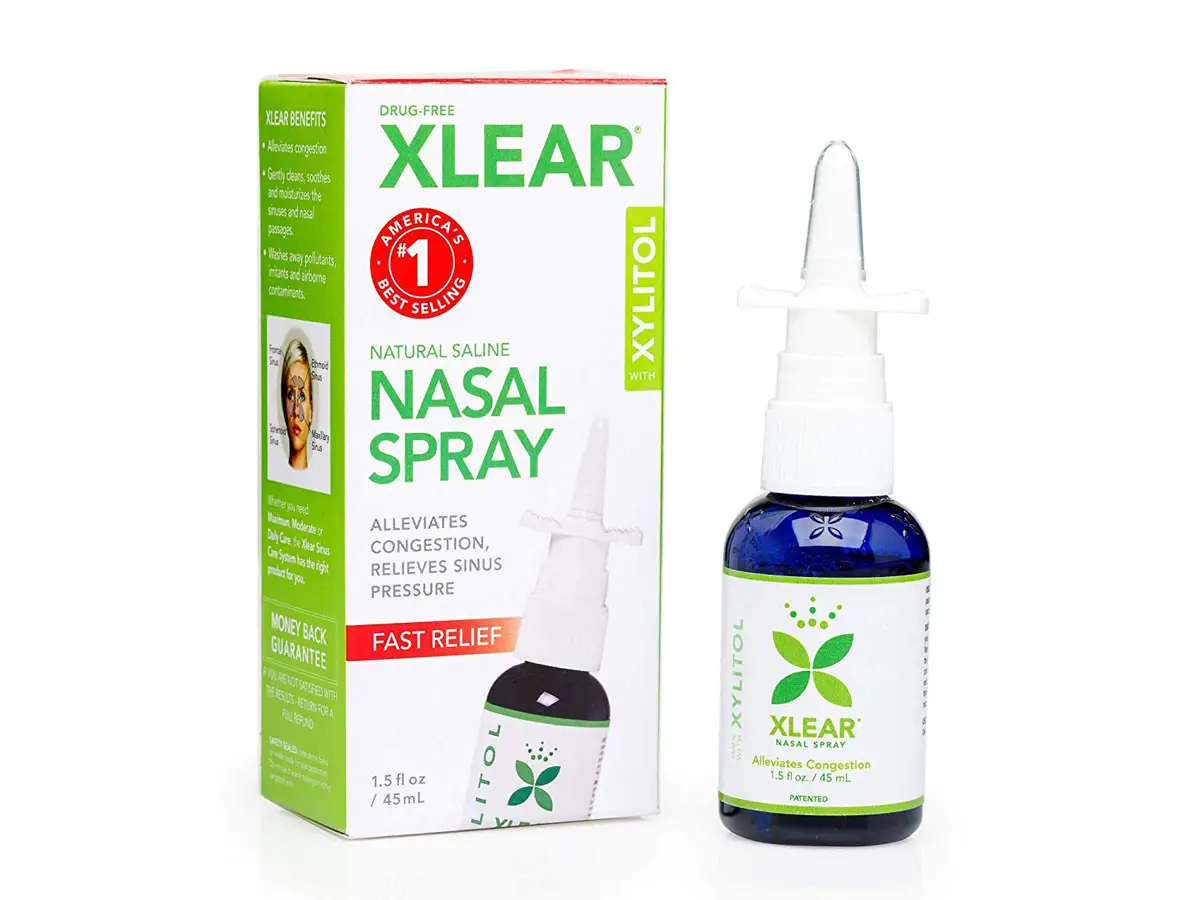 XLEAR BENEFITS
• Alleviates congestion
• Gently cleans, soothes
and moisturizes the
sinuses and nasal
passages.
• Washes away pollutants,
irritants and airborne
contaminants.
Frontal
Sinus
Ethmoid
Sinus
Sphenoid
Sinus
Maxillary
Sinus
Whether you need
Maximum, Moderate or
Daily Care, the Xlear Sinus
Care System has the right
product for you.
MONEY BACK
GUARANTEE
IF YOU ARE NOT SATISFIED WITH
THE RESULTS - RETURN FOR A
FULL REFUND
SAFETY SEALED:
DRUG-FREE
XLEAR®
AMERICA'S
#1
BEST SELLING
WITH XYLITOL
NATURAL SALINE
NASAL
SPRAY
ALLEVIATES
CONGESTION,
RELIEVES SINUS
PRESSURE
FAST RELIEF
1.5 fl oz
/ 45mL
LITOL
XLE
MADE
WITH XYLITOL
XLEAR®
NASAL SPRAY
Alleviates Congestion
1.5 fl oz. / 45 mL
PATENTED